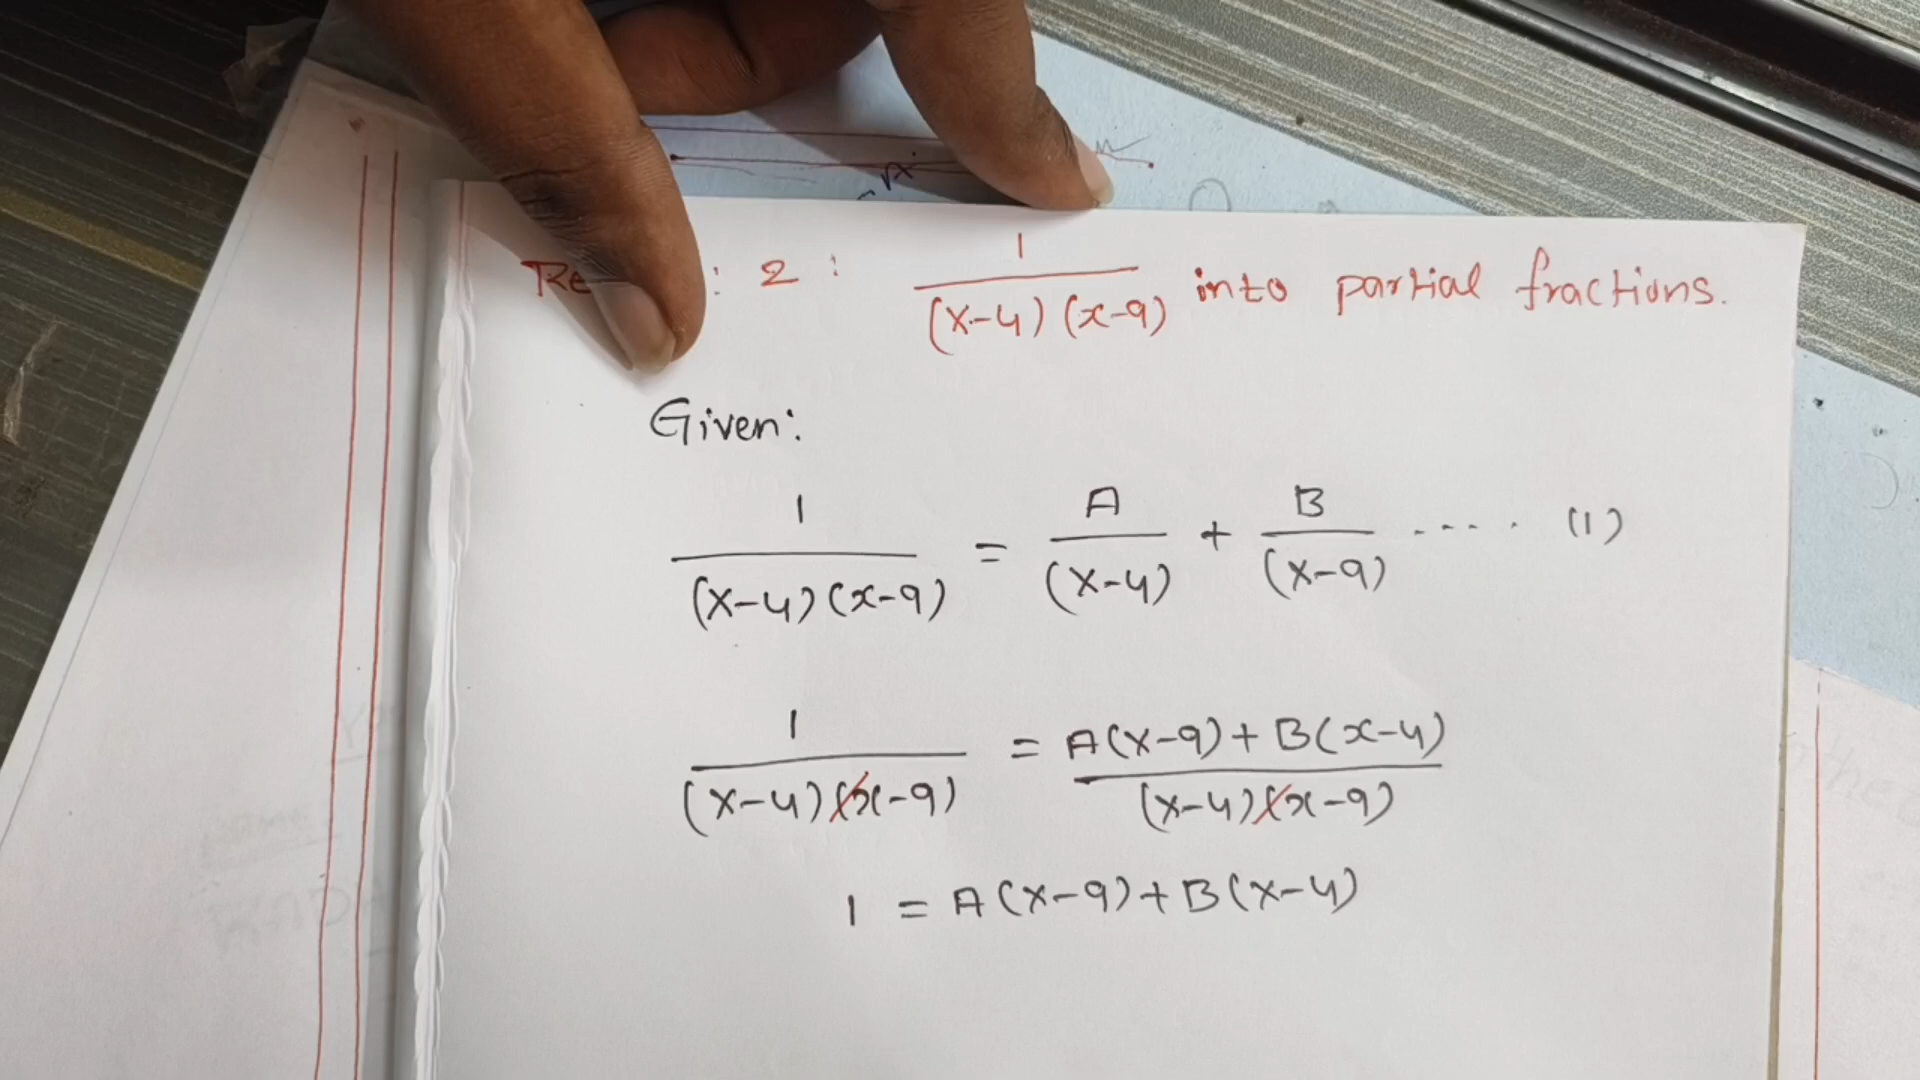 : 2 : 1/(x-4)(x-9) into partial fractions.
Given:
1/(x-4)(x-9) = A/(x-4) + B/(x-9) ..... (1)
1/(x-4)(x-9) = A(x-9)+B(x-4)/(x-4)(x-9)
1 = A(x-9)+B(x-4)